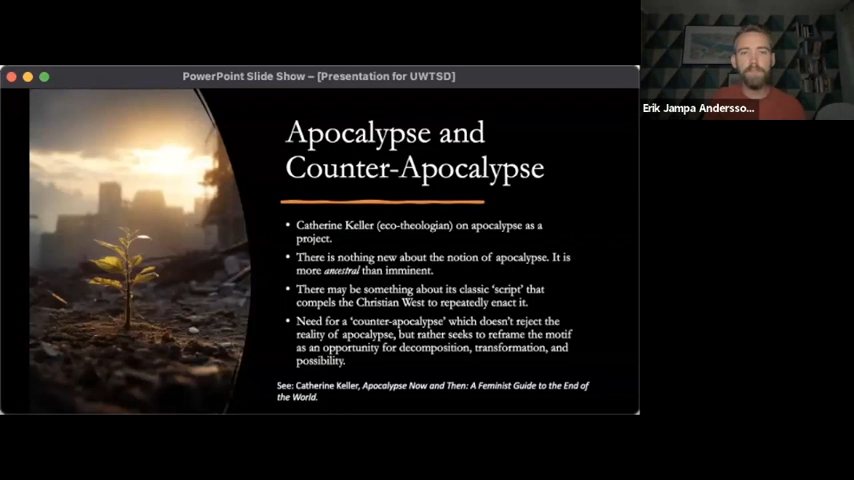 PowerPoint Slide Show – [Presentation for UWTSD]
Erik Jampa Andersso...
Apocalypse and
Counter-Apocalypse
• Catherine Keller (eco-theologian) on apocalypse as a
project.
• There is nothing new about the notion of apocalypse. It is
more ancestral than imminent.
• There may be something about its classic ‘script’ that
compels the Christian West to repeatedly enact it.
• Need for a ‘counter-apocalypse’ which doesn’t reject the
reality of apocalypse, but rather seeks to reframe the motif
as an opportunity for decomposition, transformation, and
possibility.
See: Catherine Keller, Apocalypse Now and Then: A Feminist Guide to the End of
the World.